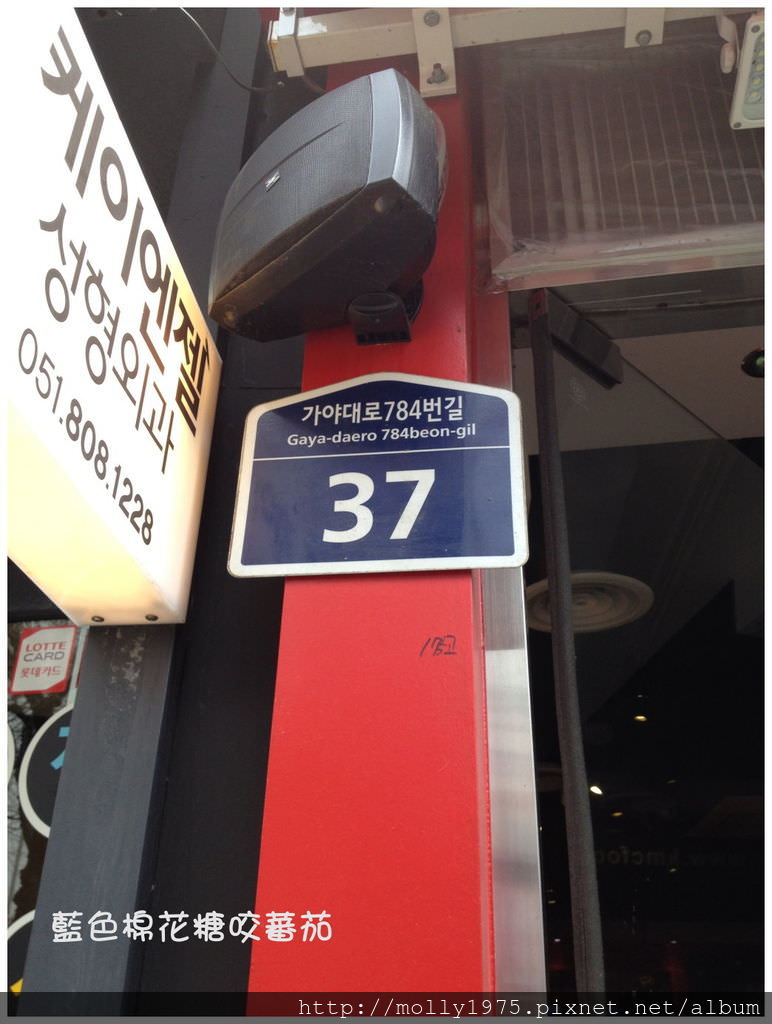 케이엔젤
성형외과
051.808.1228
가야대로784번길
Gaya-daero 784beon-gil
37
LOTTE
CARD
롯데카드
藍色棉花糖咬蕃茄
http://molly1975.pixnet.net/album